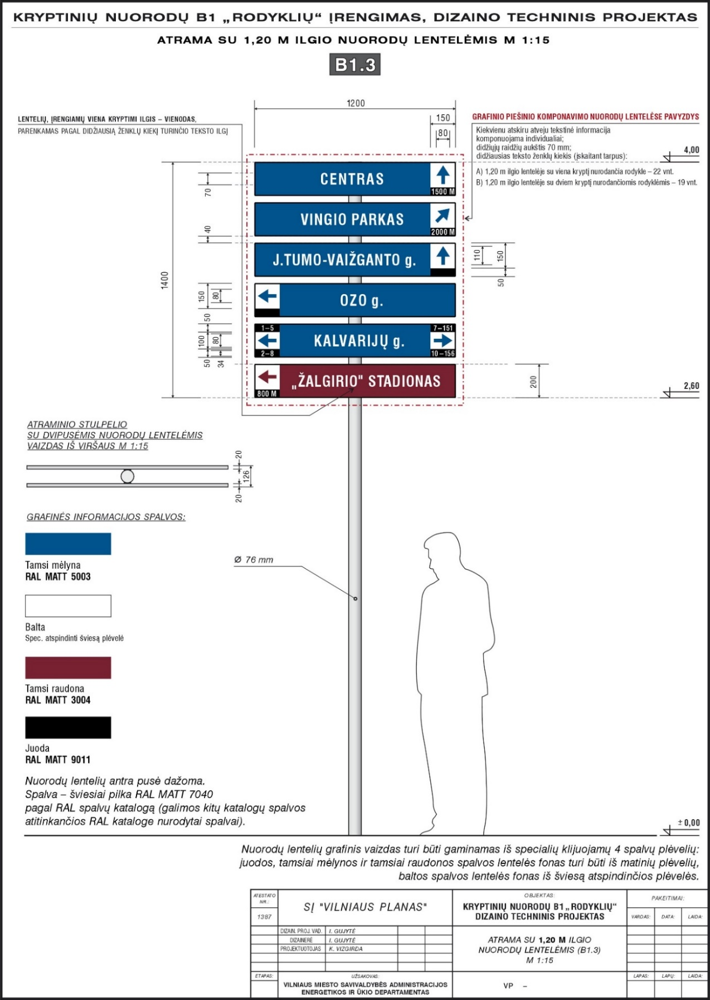 KRYPTINIŲ NUORODŲ B1 „RODYKLIŲ“ ĮRENGIMAS, DIZAINO TECHNINIS PROJEKTAS
ATRAMA SU 1,20 M ILGIO NUORODŲ LENTELĖMIS M 1:15
B1.3
1200
150
80
LENTELIŲ, ĮRENGIAMŲ VIENA KRYPTIMI ILGIS – VIENODAS,
PARENKAMAS PAGAL DIDŽIAUSIĄ ŽENKLŲ KIEKĮ TURINČIO TEKSTO ILGĮ
GRAFINIO PIEŠINIO KOMPONAVIMO NUORODŲ LENTELĖSE PAVYZDYS
Kiekvienu atskiru atveju tekstinė informacija
komponuojama individualiai;
didžiųjų raidžių aukštis 70 mm;
didžiausias teksto ženklų kiekis (įskaitant tarpus):
A) 1,20 m ilgio lentelėje su viena kryptį nurodančia rodykle – 22 vnt.
B) 1,20 m ilgio lentelėje su dviem kryptį nurodančiomis rodyklėmis – 19 vnt.
4,00
CENTRAS
1500 M
VINGIO PARKAS
2000 M
J.TUMO-VAIŽGANTO g.
OZO g.
1–5
KALVARIJŲ g.
7–151
2–8
10–156
„ŽALGIRIO" STADIONAS
800 M
1400
70
40
150
80
50
100
80
50
34
110
150
50
200
2,60
ATRAMINIO STULPELIO
SU DVIPUSĖMIS NUORODŲ LENTELĖMIS
VAIZDAS IŠ VIRŠAUS M 1:15
20
126
20
GRAFINĖS INFORMACIJOS SPALVOS:
Tamsi mėlyna
RAL MATT 5003
Balta
Spec. atspindinti šviesą plėvelė
Tamsi raudona
RAL MATT 3004
Juoda
RAL MATT 9011
Ø 76 mm
Nuorodų lentelių antra pusė dažoma.
Spalva – šviesiai pilka RAL MATT 7040
pagal RAL spalvų katalogą (galimos kitų katalogų spalvos
atitinkančios RAL kataloge nurodytai spalvai).
± 0,00
Nuorodų lentelių grafinis vaizdas turi būti gaminamas iš specialių klijuojamų 4 spalvų plėvelių:
juodos, tamsiai mėlynos ir tamsiai raudonos spalvos lentelės fonas turi būti iš matinių plėvelių,
baltos spalvos lentelės fonas iš šviesą atspindinčios plėvelės.
ATESTATO
NR.:
1387
SĮ "VILNIAUS PLANAS"
OBJEKTAS:
KRYPTINIŲ NUORODŲ B1 „RODYKLIŲ“
DIZAINO TECHNINIS PROJEKTAS
PAKEITIMAI:
VARDAS: DATA: LAIDA:
DIZAIN. PROJ. VAD. I. GUJYTĖ
DIZAINERĖ I. GUJYTĖ
PROJEKTUOTOJAS K. VIZGIRDA
ATRAMA SU 1,20 M ILGIO
NUORODŲ LENTELĖMIS (B1.3)
M 1:15
ETAPAS:
UŽSAKOVAS:
VILNIAUS MIESTO SAVIVALDYBĖS ADMINISTRACIJOS
ENERGETIKOS IR ŪKIO DEPARTAMENTAS
VP –
LAPAS: LAPŲ: LAIDA: